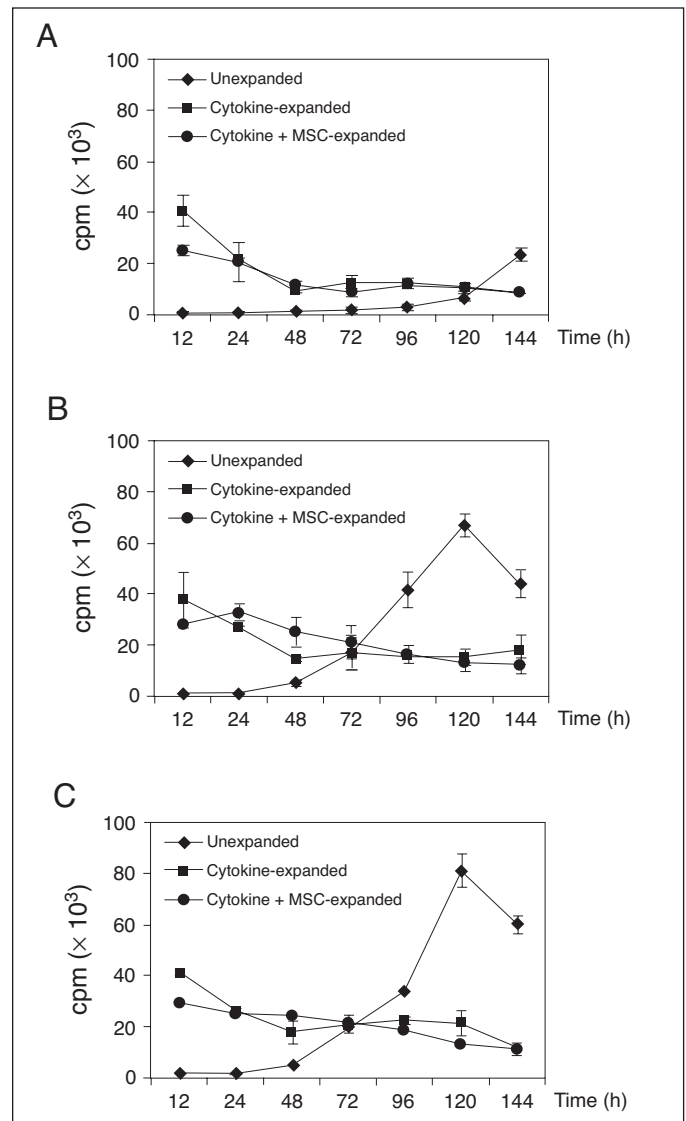 A
100
80
60
40
20
0
cpm (× 10³)
Unexpanded
Cytokine-expanded
Cytokine + MSC-expanded
12 24 48 72 96 120 144 Time (h)
B
100
80
60
40
20
0
cpm (× 10³)
Unexpanded
Cytokine-expanded
Cytokine + MSC-expanded
12 24 48 72 96 120 144 Time (h)
C
100
80
60
40
20
0
cpm (× 10³)
Unexpanded
Cytokine-expanded
Cytokine + MSC-expanded
12 24 48 72 96 120 144 Time (h)